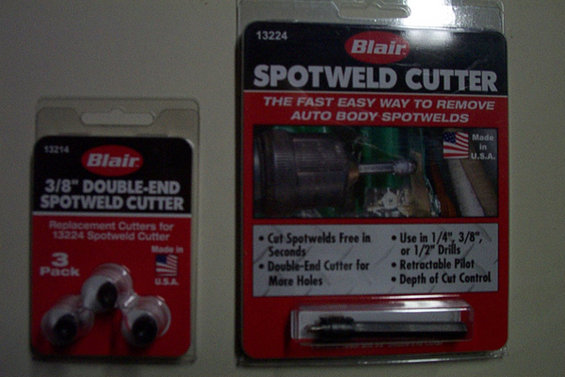 13214
Blair
3/8" DOUBLE-END
SPOTWELD CUTTER
Replacement Cutters for
13224 Spotweld Cutter
3
Pack
Made in
U.S.A.
13224
Blair
SPOTWELD CUTTER
THE FAST EASY WAY TO REMOVE
AUTO BODY SPOTWELDS
Made
in
U.S.A.
• Cut Spotwelds Free in
Seconds
• Double-End Cutter for
More Holes
• Use in 1/4", 3/8",
or 1/2" Drills
• Retractable Pilot
• Depth of Cut Control